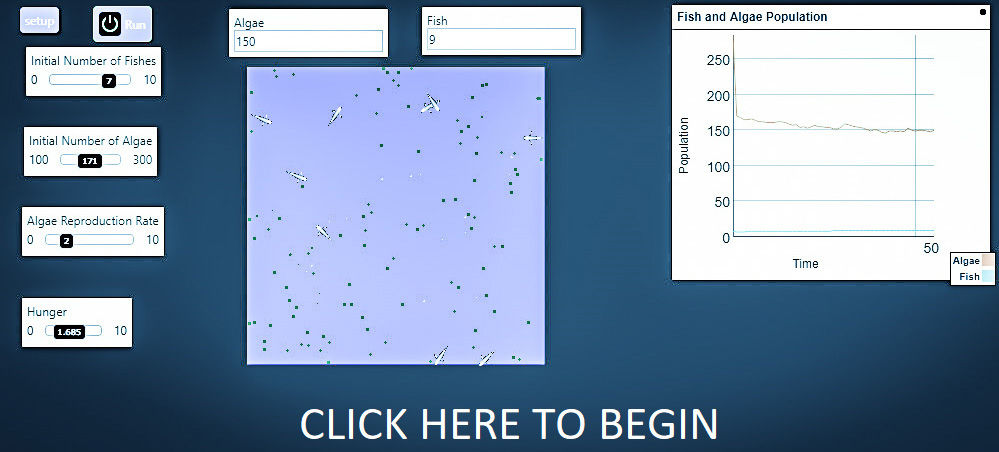 setup
Run
Initial Number of Fishes
0 7 10
Initial Number of Algae
100 171 300
Algae Reproduction Rate
0 2 10
Hunger
0 1.685 10
Algae
150
Fish
9
Fish and Algae Population
Population
250
200
150
100
50
0
50
Time
Algae
Fish
CLICK HERE TO BEGIN